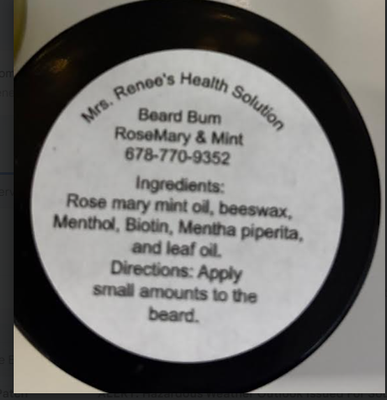 Mrs. Renee's Health Solution
Beard Bum
RoseMary & Mint
678-770-9352
Ingredients:
Rose mary mint oil, beeswax,
Menthol, Biotin, Mentha piperita,
and leaf oil.
Directions: Apply
small amounts to the
beard.